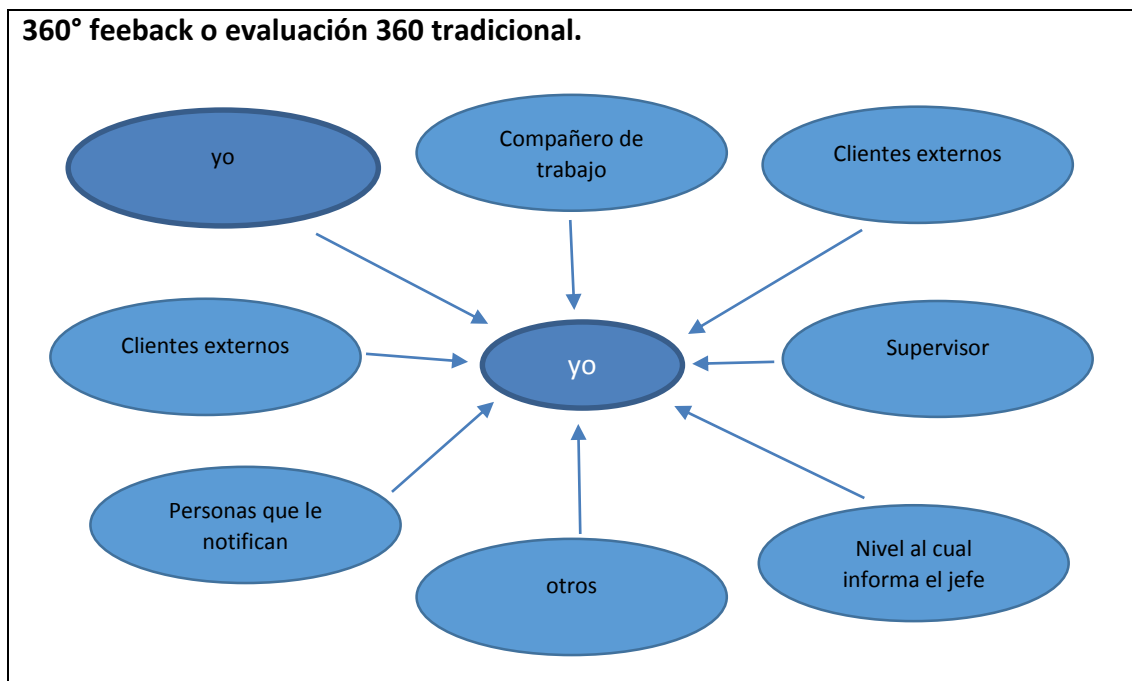 360° feeback o evaluación 360 tradicional.
yo
Compañero de
trabajo
Clientes externos
Clientes externos
yo
Supervisor
Personas que le
notifican
otros
Nivel al cual
informa el jefe